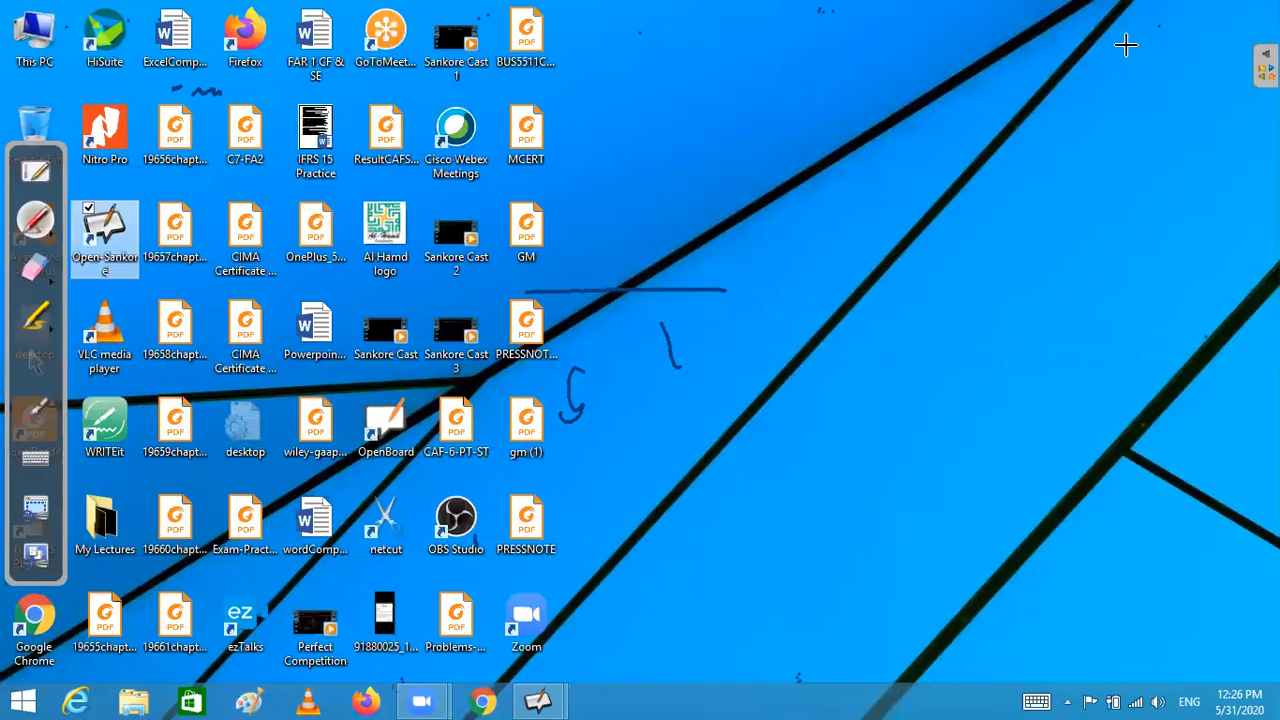 This PC
HiSuite
ExcelComp...
Firefox
FAR 1 CF & SE
GoToMeet...
Sankore Cast 1
BUS5511C...
Nitro Pro
19656chapt...
C7-FA2
IFRS 15 Practice
ResultCAFS...
Cisco Webex Meetings
MCERT
Open-Sankore
19657chapt...
CIMA Certificate ...
OnePlus_5...
Al Hamd logo
Sankore Cast 2
GM
VLC media player
19658chapt...
CIMA Certificate ...
Powerpoin...
Sankore Cast
Sankore Cast 3
PRESSNOT...
WRITEit
19659chapt...
desktop
wiley-gaap...
OpenBoard
CAF-6-PT-ST
gm (1)
My Lectures
19660chapt...
Exam-Pract...
wordComp...
netcut
OBS Studio
PRESSNOTE
Google Chrome
19655chapt...
19661chapt...
ezTalks
Perfect Competition
91880025_1...
Problems-...
Zoom
ENG
12:26 PM
5/31/2020